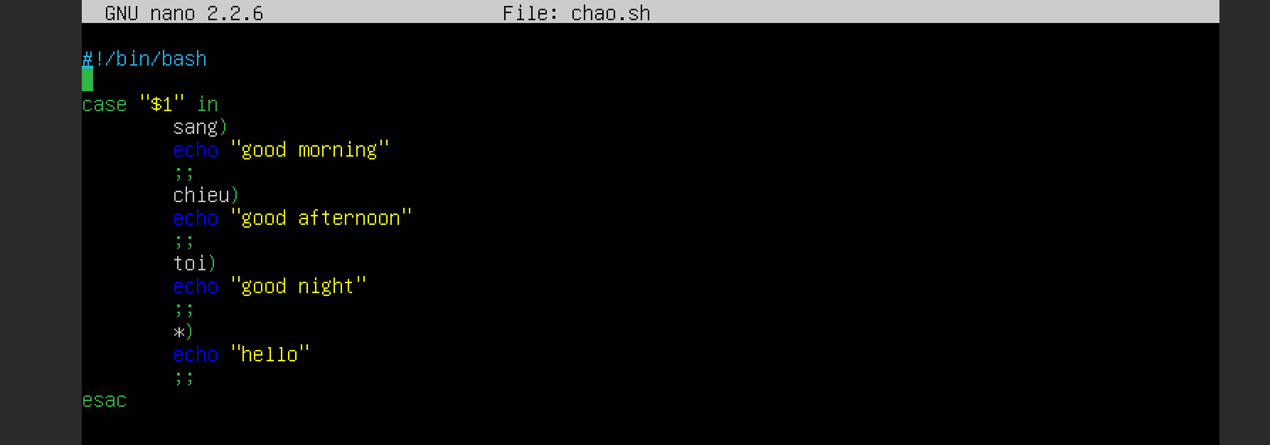 GNU nano 2.2.6 File: chao.sh
#!/bin/bash
case "$1" in
sang)
echo "good morning"
;;
chieu)
echo "good afternoon"
;;
toi)
echo "good night"
;;
*)
echo "hello"
;;
esac